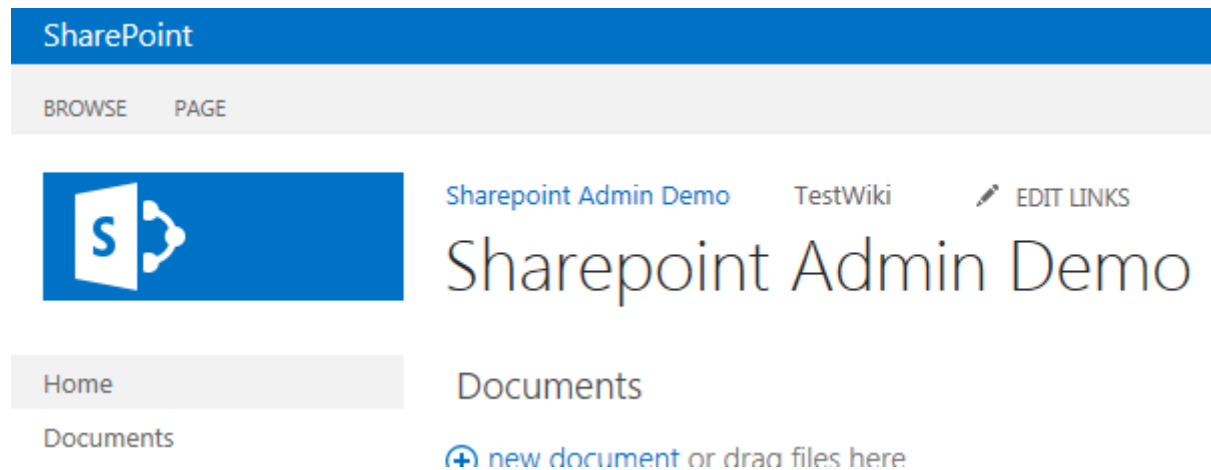 SharePoint
BROWSE PAGE
S
Sharepoint Admin Demo TestWiki EDIT LINKS
Sharepoint Admin Demo
Home
Documents
Documents
new document or drag files here